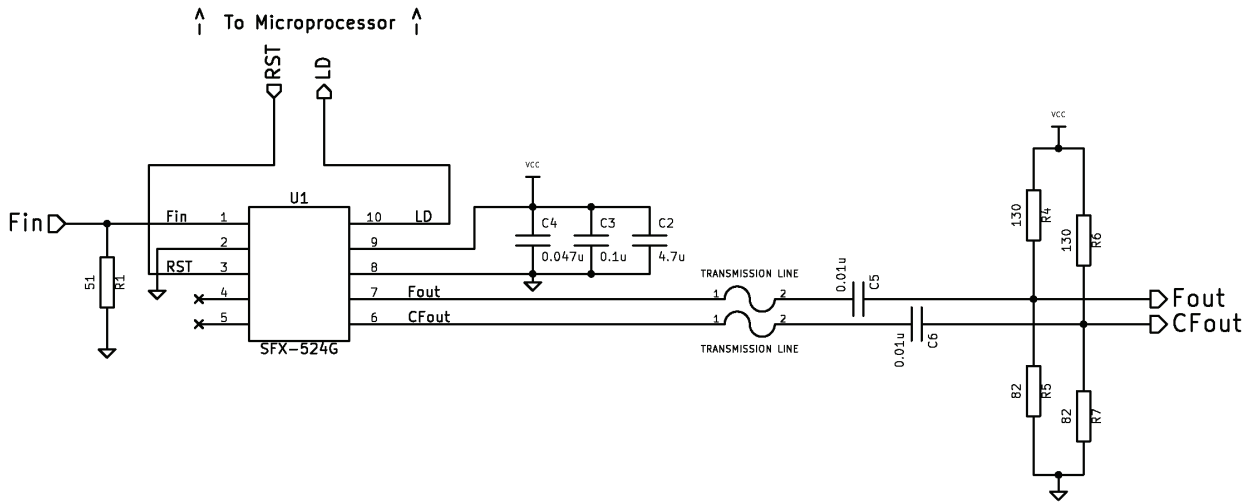 To Microprocessor
RST
LD
VCC
VCC
U1
Fin
Fin
1
10
LD
C4
C3
C2
130
R4
130
R6
2
9
0.047u
0.1u
4.7u
51
R1
RST
3
8
TRANSMISSION LINE
0.01u
C5
4
7
Fout
1
2
Fout
5
6
CFout
1
2
CFout
SFX-524G
TRANSMISSION LINE
0.01u
C6
82
R5
82
R7